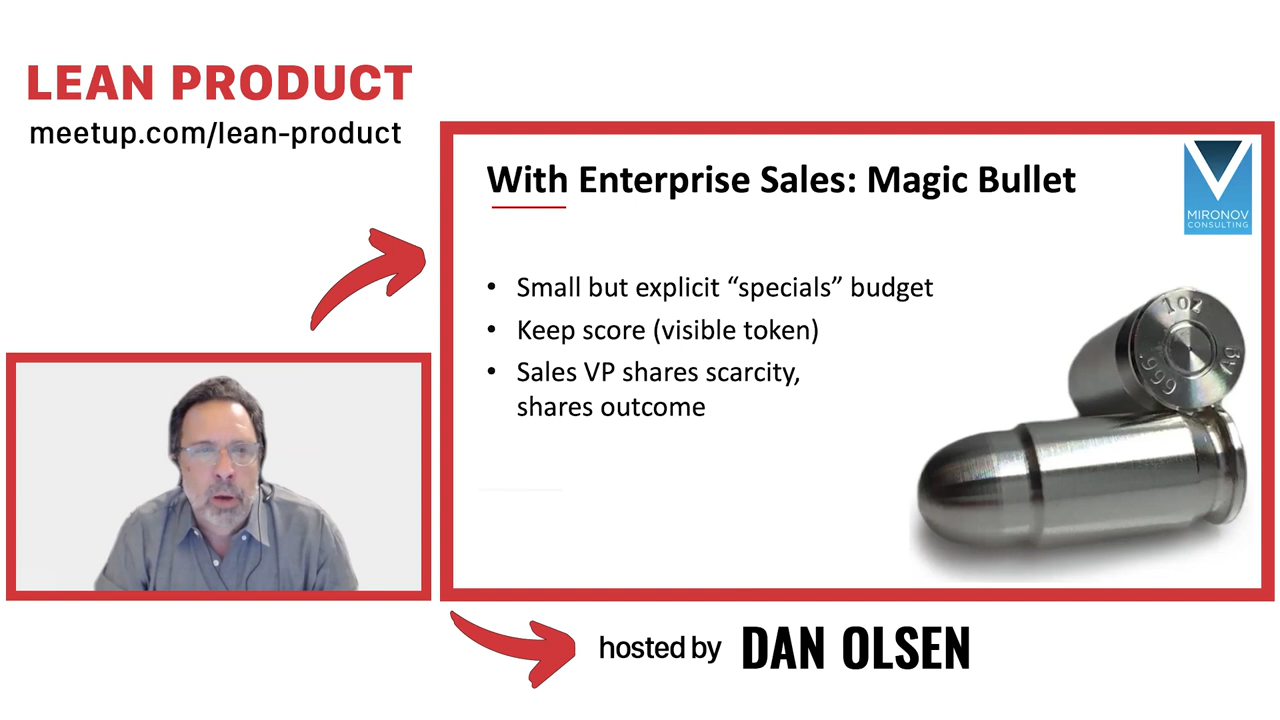 LEAN PRODUCT
meetup.com/lean-product
With Enterprise Sales: Magic Bullet
MIRONOV
CONSULTING
• Small but explicit “specials” budget
• Keep score (visible token)
• Sales VP shares scarcity,
shares outcome
1oz
.999
hosted by DAN OLSEN